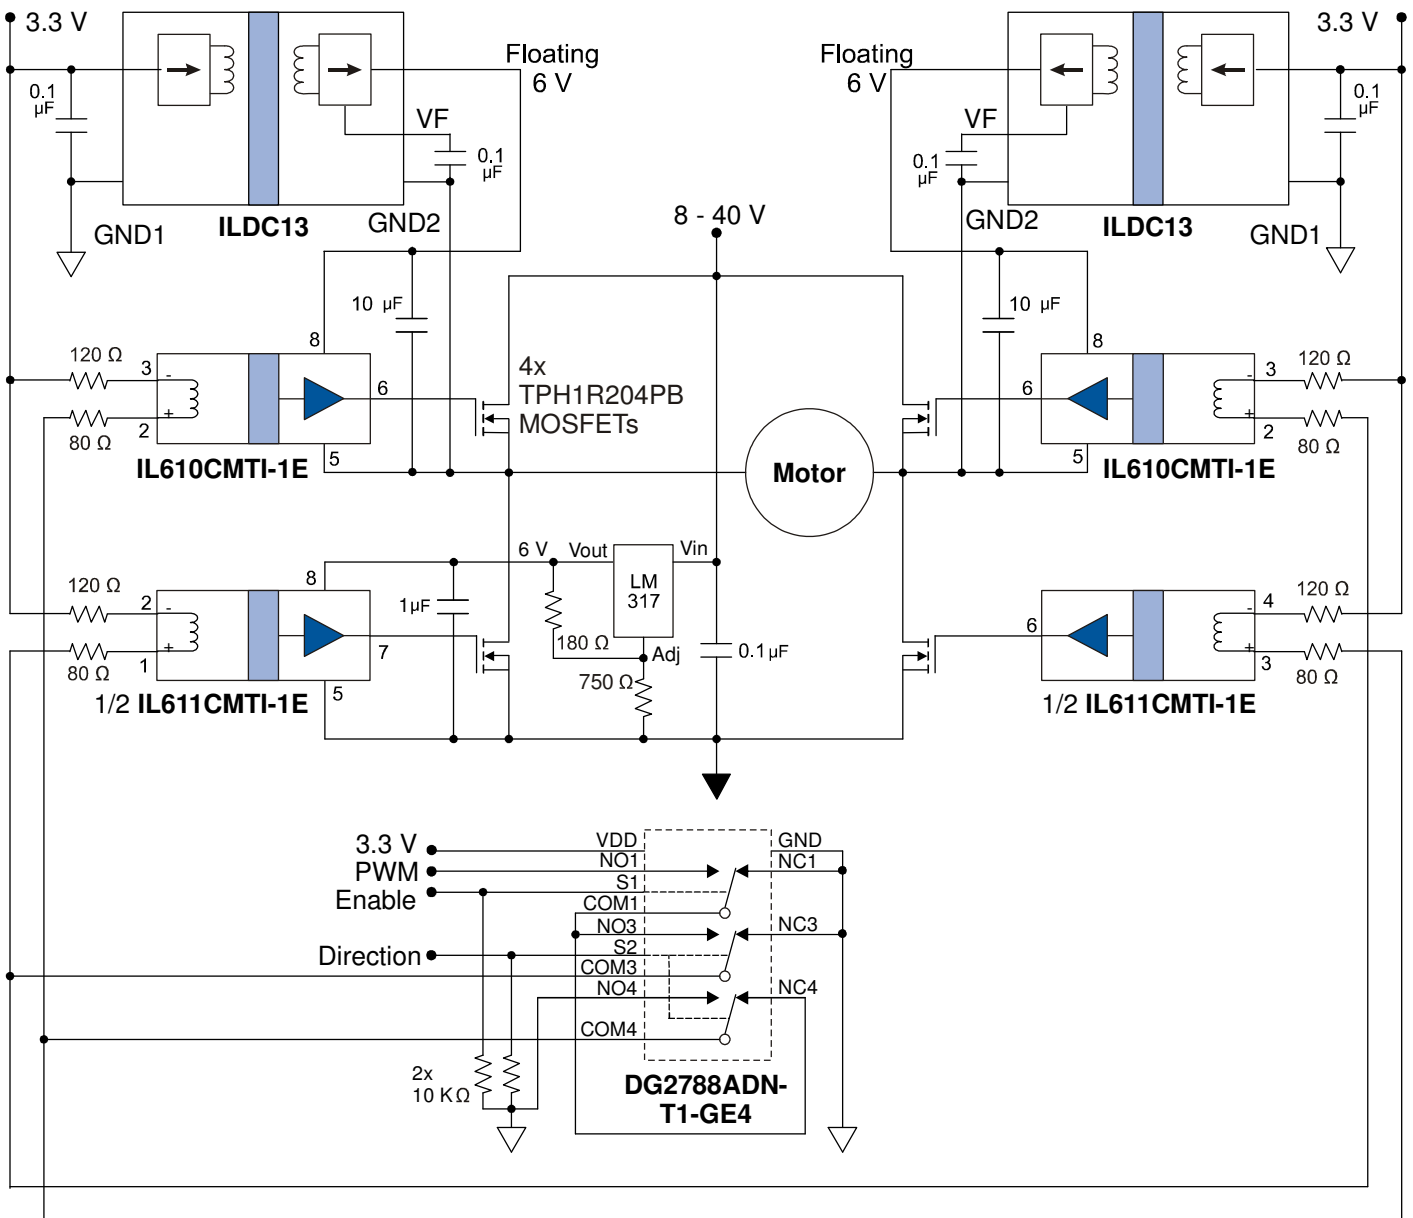 3.3 V
3.3 V
Floating
6 V
Floating
6 V
0.1
µF
0.1
µF
VF
VF
0.1
µF
0.1
µF
8 - 40 V
GND1
ILDC13
GND2
GND2
ILDC13
GND1
10 µF
10 µF
8
8
120 Ω
3
-
6
4x
TPH1R204PB
MOSFETs
6
-
3
120 Ω
+
2
80 Ω
5
+
2
80 Ω
5
IL610CMTI-1E
Motor
IL610CMTI-1E
6 V
Vout
Vin
LM
317
8
120 Ω
2
-
1µF
6
-
4
120 Ω
180 Ω
Adj
0.1µF
+
1
80 Ω
7
+
3
80 Ω
750 Ω
5
1/2 IL611CMTI-1E
1/2 IL611CMTI-1E
3.3 V
VDD
GND
PWM
NO1
NC1
Enable
S1
COM1
NO3
NC3
Direction
S2
COM3
NO4
NC4
COM4
2x
10 K Ω
DG2788ADN-
T1-GE4